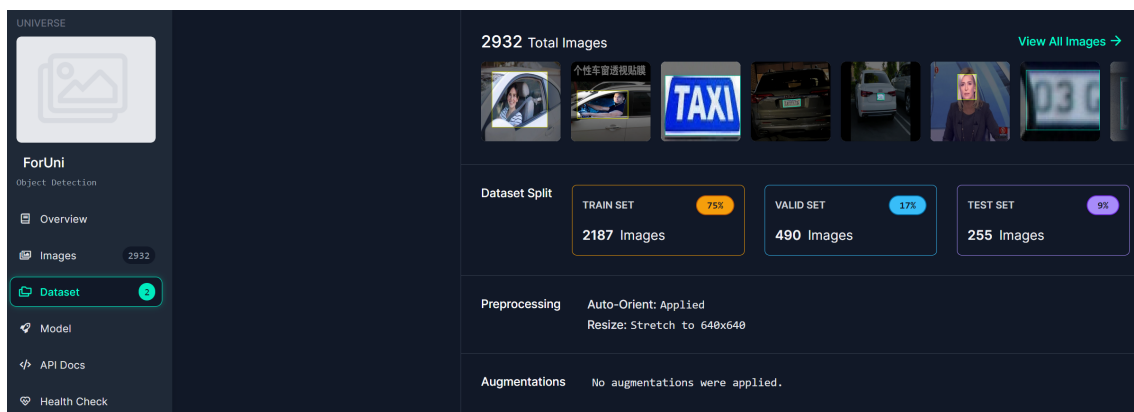 UNIVERSE
ForUni
Object Detection
Overview
Images 2932
Dataset 2
Model
API Docs
Health Check
2932 Total Images
View All Images →
个性车窗透视贴膜
TAXI
03 G
Dataset Split
TRAIN SET 75%
2187 Images
VALID SET 17%
490 Images
TEST SET 9%
255 Images
Preprocessing
Auto-Orient: Applied
Resize: Stretch to 640x640
Augmentations
No augmentations were applied.